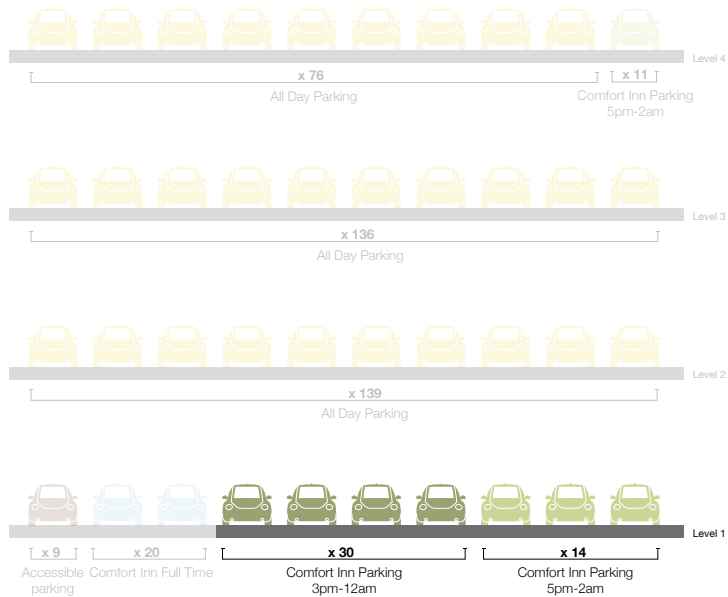 Level 4
x 76
x 11
All Day Parking
Comfort Inn Parking
5pm-2am
Level 3
x 136
All Day Parking
Level 2
x 139
All Day Parking
Level 1
x 9
x 20
x 30
x 14
Accessible
parking
Comfort Inn Full Time
Comfort Inn Parking
3pm-12am
Comfort Inn Parking
5pm-2am